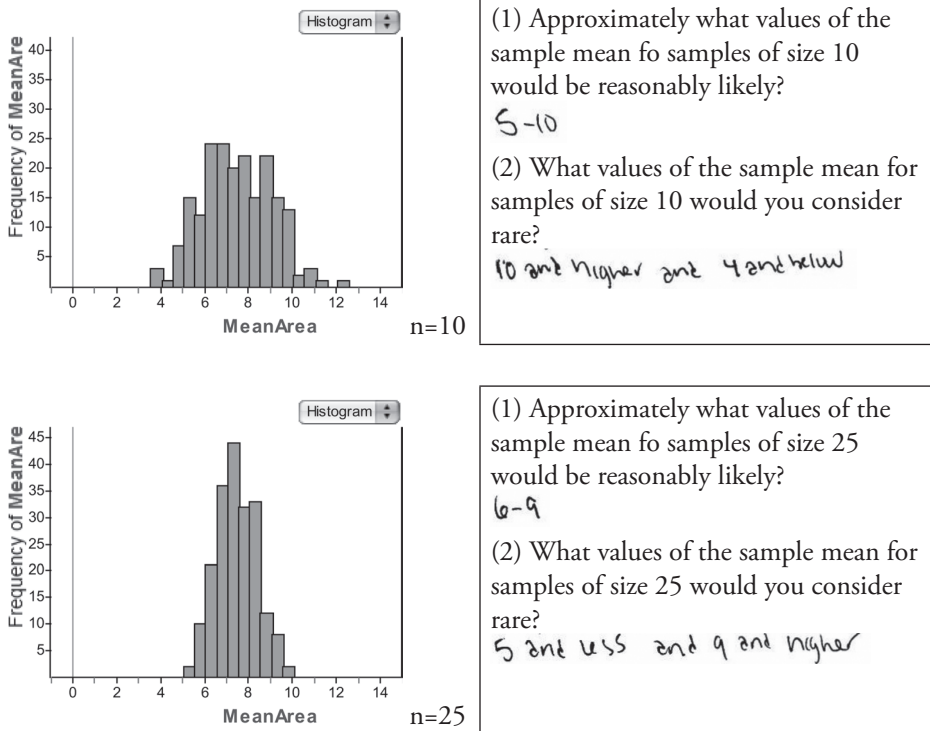 Histogram
Frequency of MeanAre
40
35
30
25
20
15
10
5
0 2 4 6 8 10 12 14
MeanArea
n=10
(1) Approximately what values of the
sample mean fo samples of size 10
would be reasonably likely?
5-10
(2) What values of the sample mean for
samples of size 10 would you consider
rare?
10 and higher and 4 and below
Histogram
Frequency of MeanAre
45
40
35
30
25
20
15
10
5
0 2 4 6 8 10 12 14
MeanArea
n=25
(1) Approximately what values of the
sample mean fo samples of size 25
would be reasonably likely?
6-9
(2) What values of the sample mean for
samples of size 25 would you consider
rare?
5 and less and 9 and higher